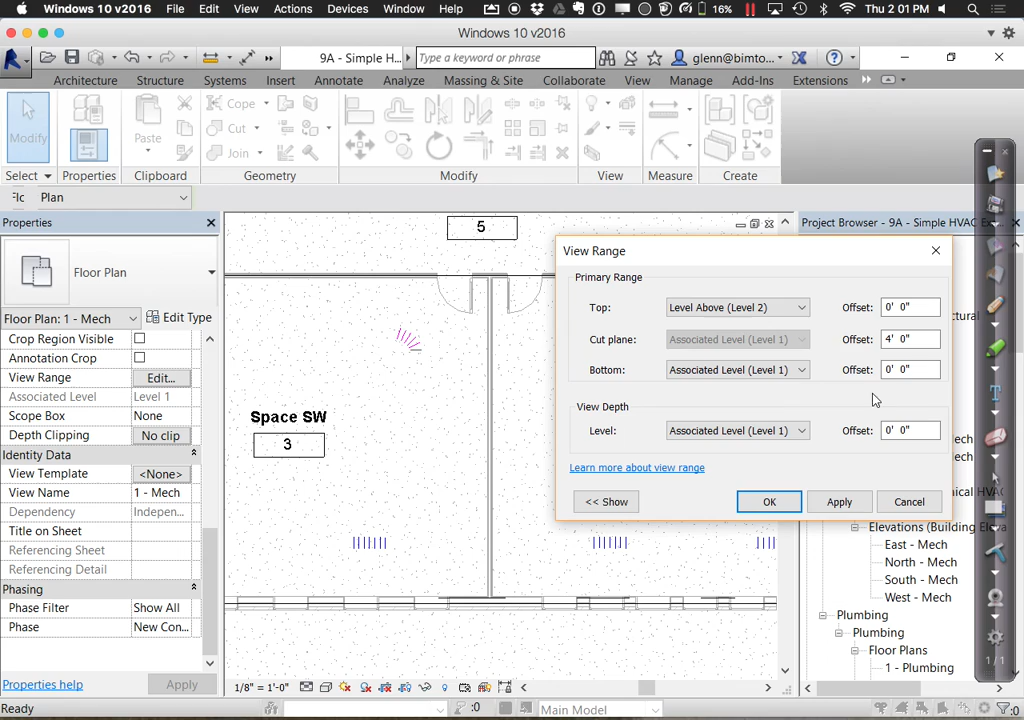 Windows 10 v2016 File Edit View Actions Devices Window Help 16% Thu 2 01 PM
Windows 10 v2016
9A - Simple H... Type a keyword or phrase glenn@bimto...
Architecture Structure Systems Insert Annotate Analyze Massing & Site Collaborate View Manage Add-Ins Extensions
Modify Paste Cope Cut Join
Select Properties Clipboard Geometry Modify View Measure Create
Plan
Properties
Floor Plan
Floor Plan: 1 - Mech Edit Type
Crop Region Visible
Annotation Crop
View Range Edit...
Associated Level Level 1
Scope Box None
Depth Clipping No clip
Identity Data
View Template <None>
View Name 1 - Mech
Dependency Indepen...
Title on Sheet
Referencing Sheet
Referencing Detail
Phasing
Phase Filter Show All
Phase New Con...
Properties help Apply
5
Space SW
3
1/8" = 1'-0"
View Range
Primary Range
Top: Level Above (Level 2) Offset: 0' 0"
Cut plane: Associated Level (Level 1) Offset: 4' 0"
Bottom: Associated Level (Level 1) Offset: 0' 0"
View Depth
Level: Associated Level (Level 1) Offset: 0' 0"
Learn more about view range
<< Show OK Apply Cancel
Project Browser - 9A - Simple HVAC
Elevations (Building Eleva
East - Mech
North - Mech
South - Mech
West - Mech
Plumbing
Plumbing
Floor Plans
1 - Plumbing
1 / 1
Ready :0 Main Model :0